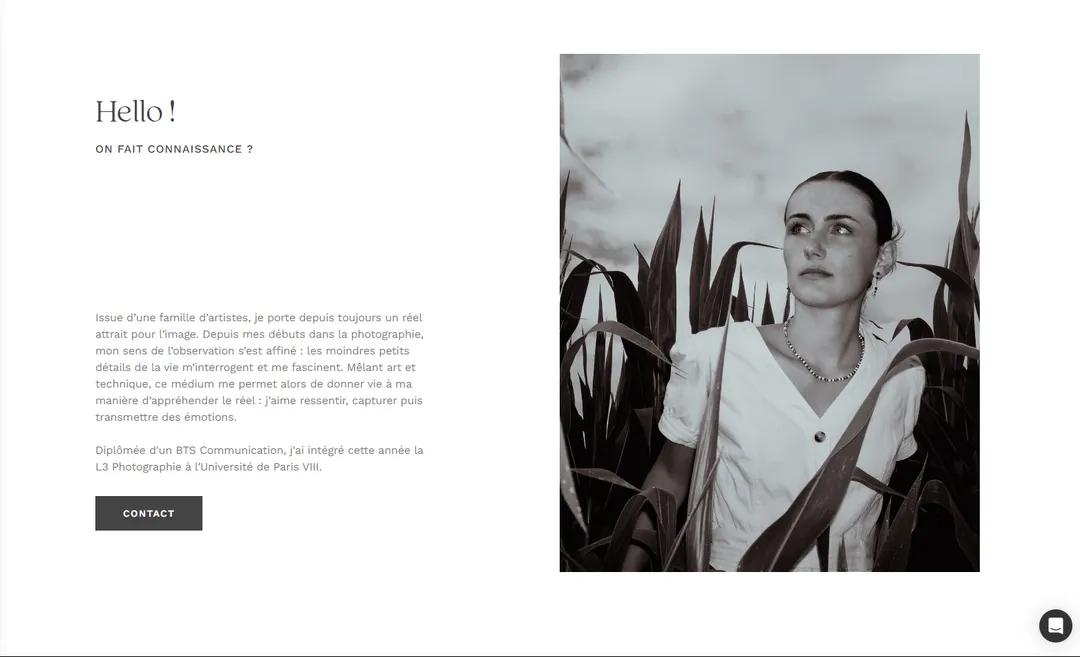 Hello !
ON FAIT CONNAISSANCE ?
Issue d’une famille d’artistes, je porte depuis toujours un réel
attrait pour l’image. Depuis mes débuts dans la photographie,
mon sens de l’observation s’est affiné : les moindres petits
détails de la vie m’interrogent et me fascinent. Mêlant art et
technique, ce médium me permet alors de donner vie à ma
manière d’appréhender le réel : j’aime ressentir, capturer puis
transmettre des émotions.
Diplômée d'un BTS Communication, j’ai intégré cette année la
L3 Photographie à l’Université de Paris VIII.
CONTACT